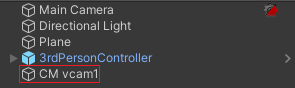 Main Camera
Directional Light
Plane
3rdPersonController
CM vcam1